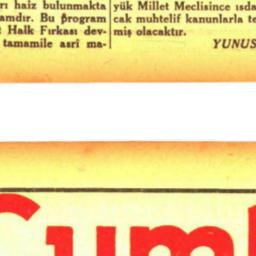 rı haiz bulunmakta
amdır. Bu program
Halk Fırkası dev-
tamamile asrî ma-
yük Millet Meclisince ısda
cak muhtelif kanunlarla te
miş olacaktır.
YUNUS
Cum